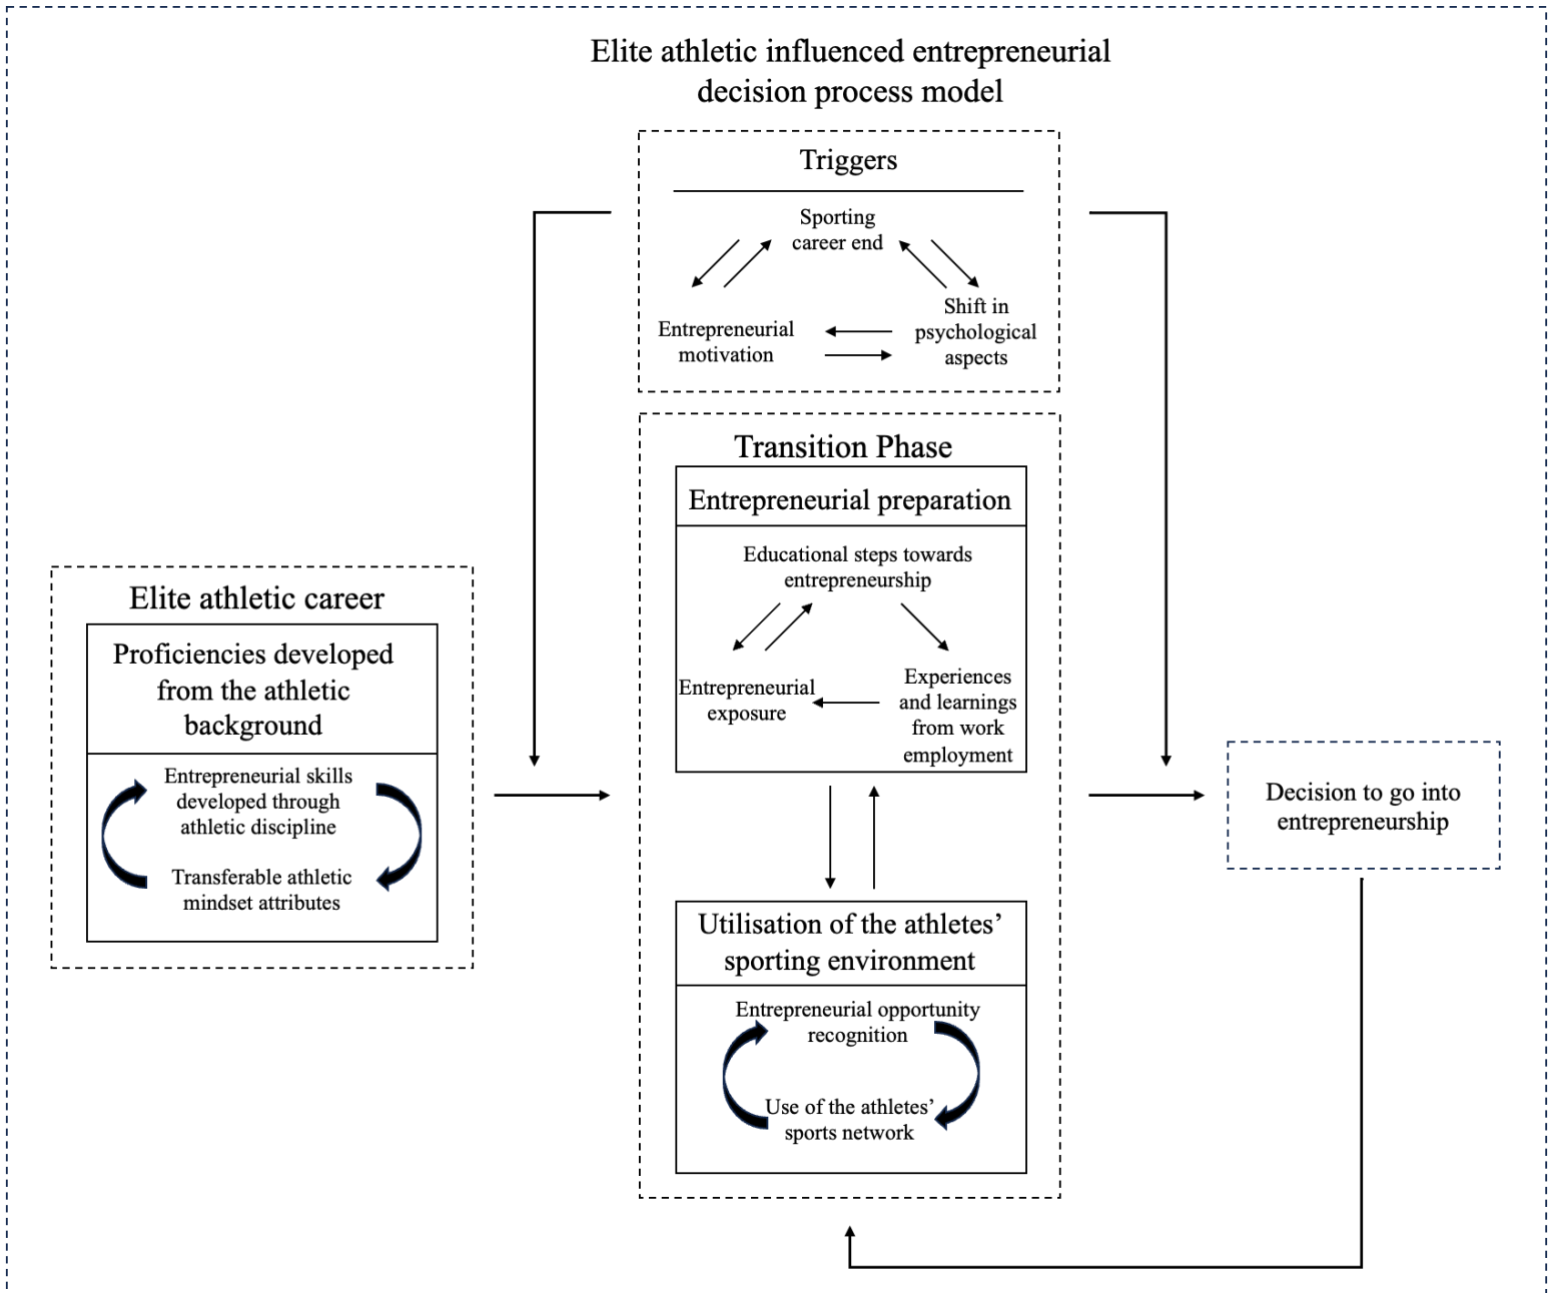 Elite athletic influenced entrepreneurial
decision process model
Triggers
Sporting
career end
Entrepreneurial
motivation
Shift in
psychological
aspects
Transition Phase
Entrepreneurial preparation
Educational steps towards
entrepreneurship
Entrepreneurial
exposure
Experiences
and learnings
from work
employment
Elite athletic career
Proficiencies developed
from the athletic
background
Entrepreneurial skills
developed through
athletic discipline
Transferable athletic
mindset attributes
Utilisation of the athletes’
sporting environment
Entrepreneurial opportunity
recognition
Use of the athletes’
sports network
Decision to go into
entrepreneurship